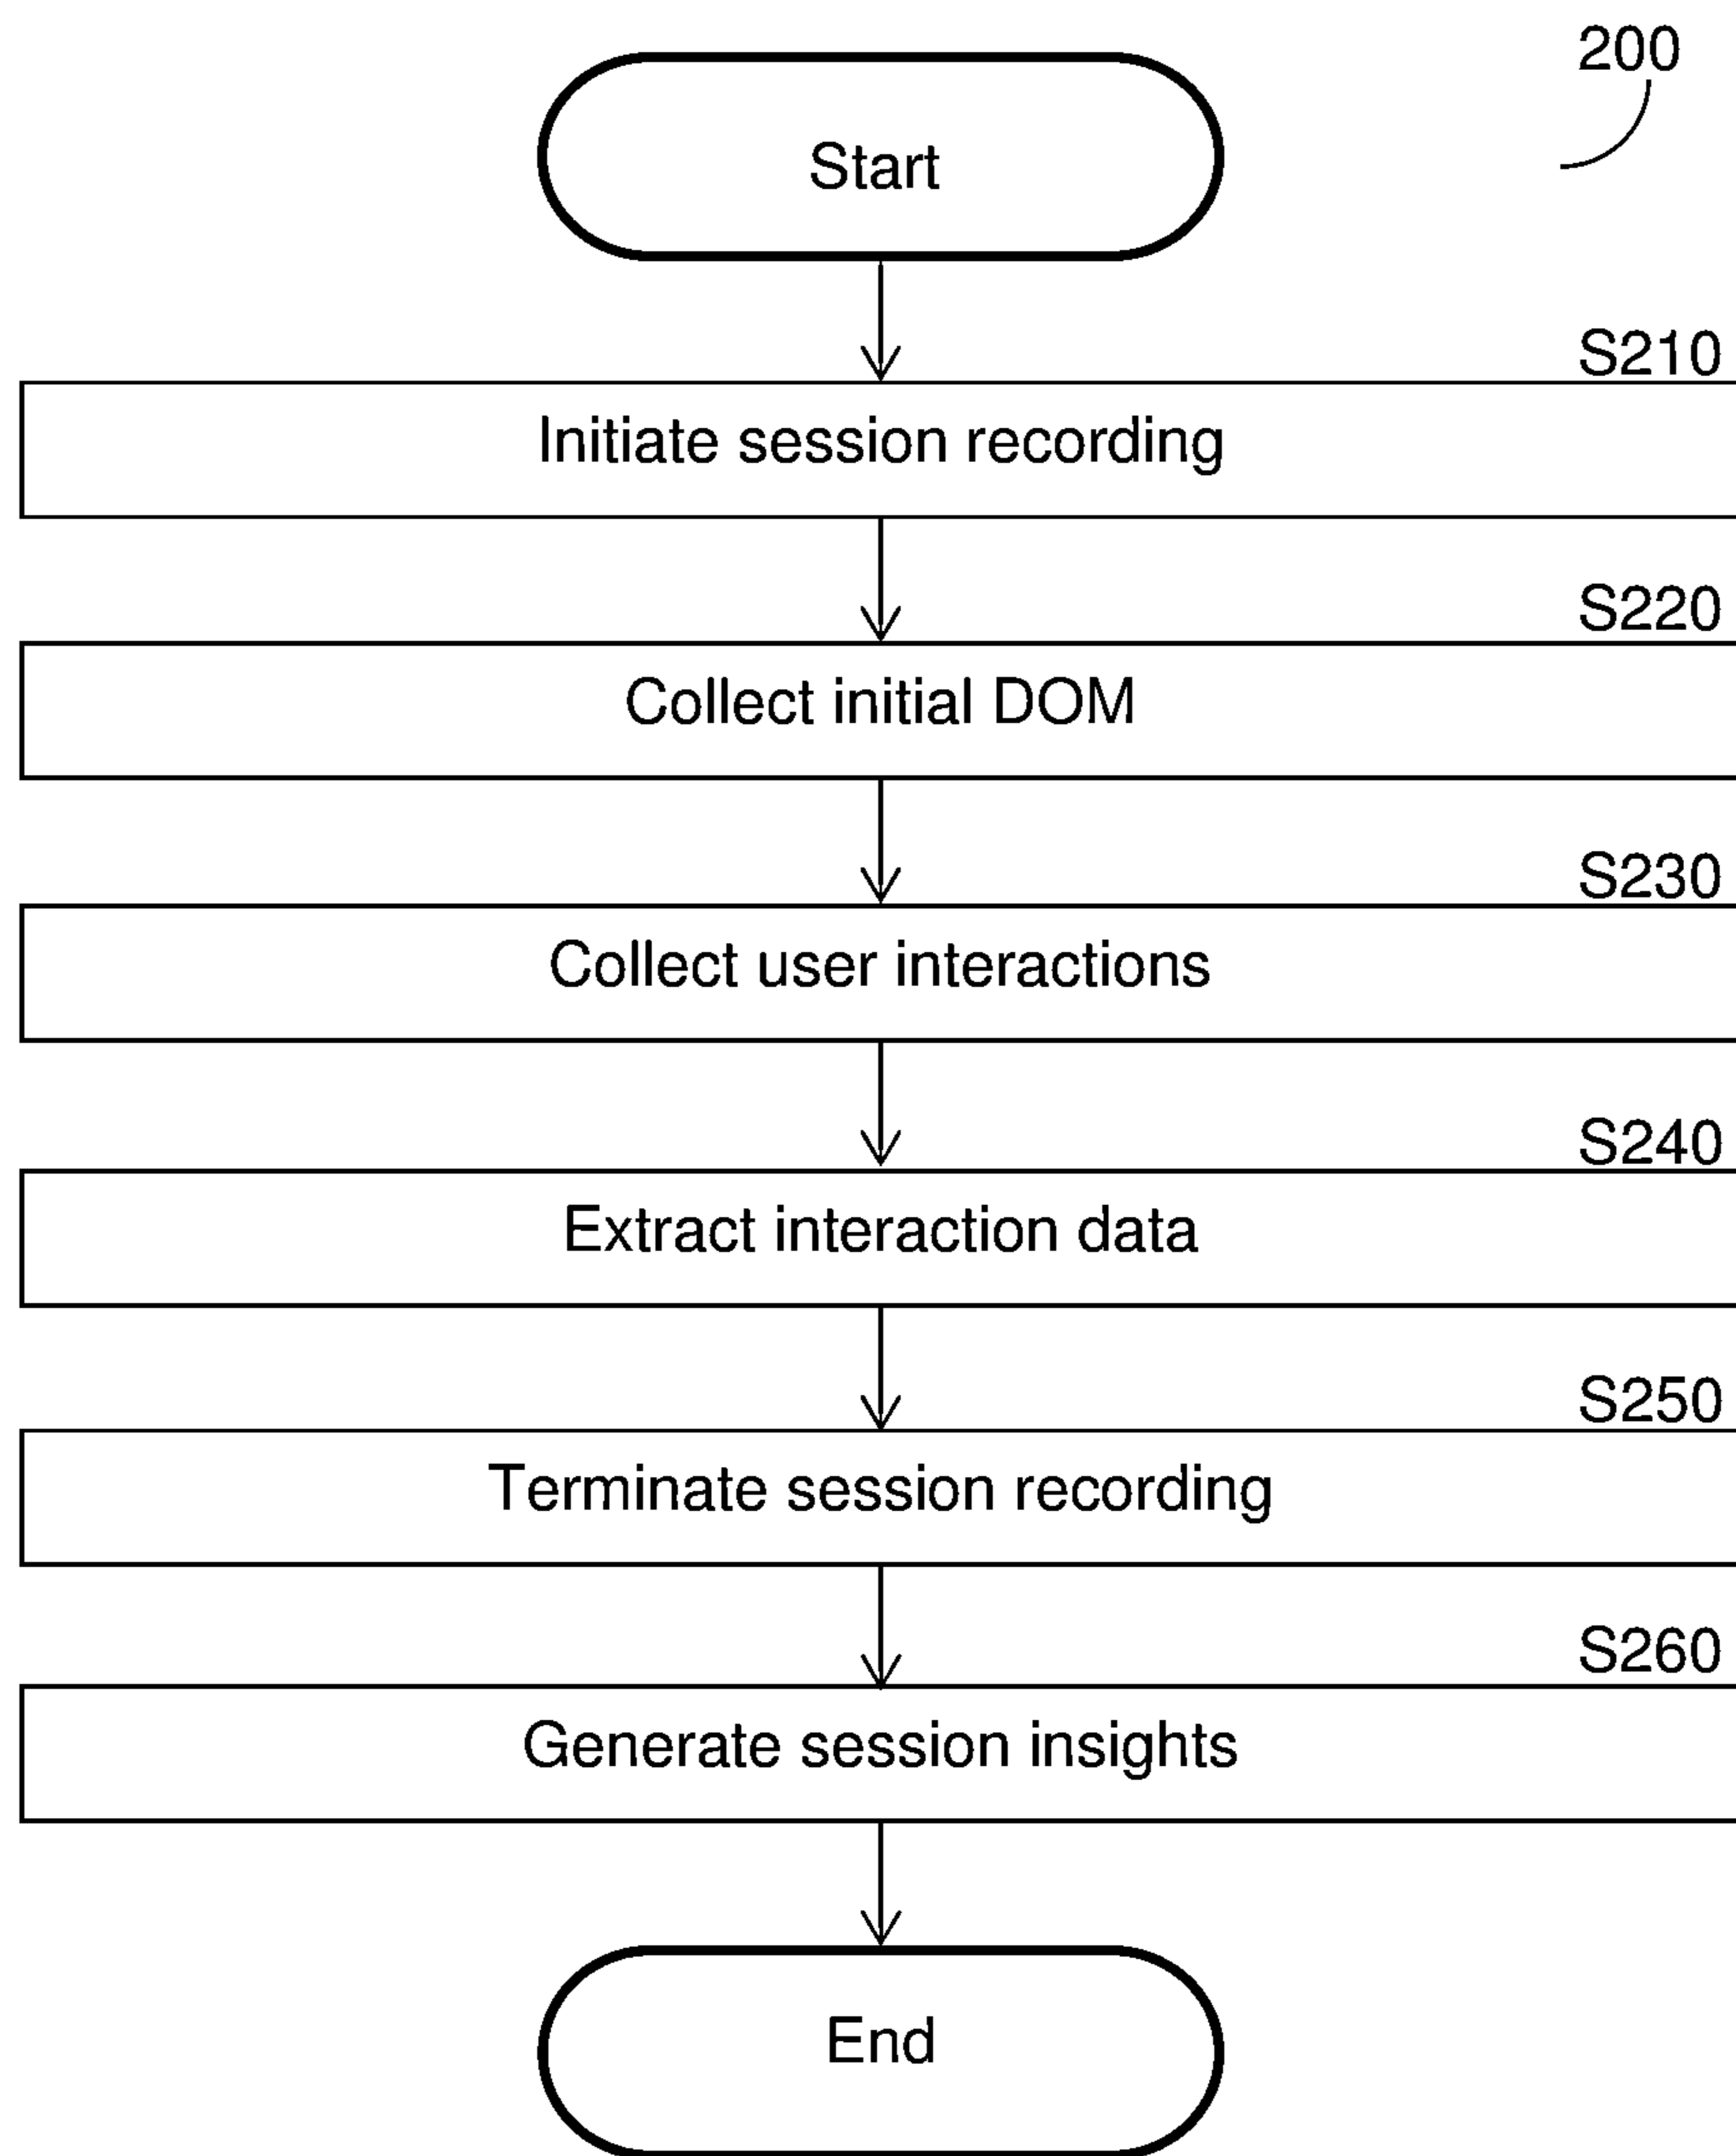 200
Start
S210
Initiate session recording
S220
Collect initial DOM
S230
Collect user interactions
S240
Extract interaction data
S250
Terminate session recording
S260
Generate session insights
End